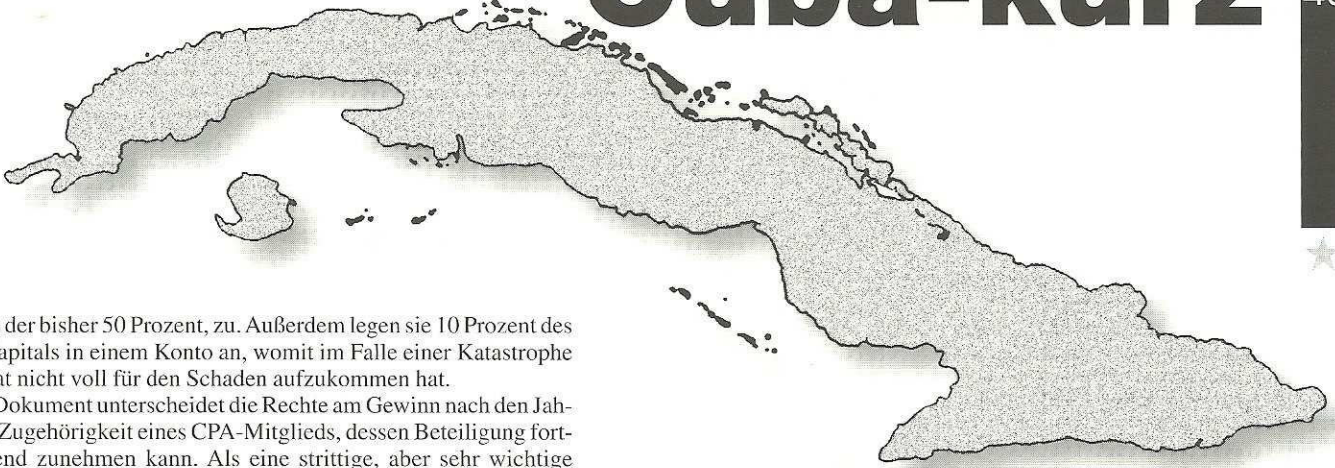 Cuba-kurz
der bisher 50 Prozent, zu. Außerdem legen sie 10 Prozent des
apitals in einem Konto an, womit im Falle einer Katastrophe
at nicht voll für den Schaden aufzukommen hat.
Dokument unterscheidet die Rechte am Gewinn nach den Jah-
Zugehörigkeit eines CPA-Mitglieds, dessen Beteiligung fort-
end zunehmen kann. Als eine strittige, aber sehr wichtige